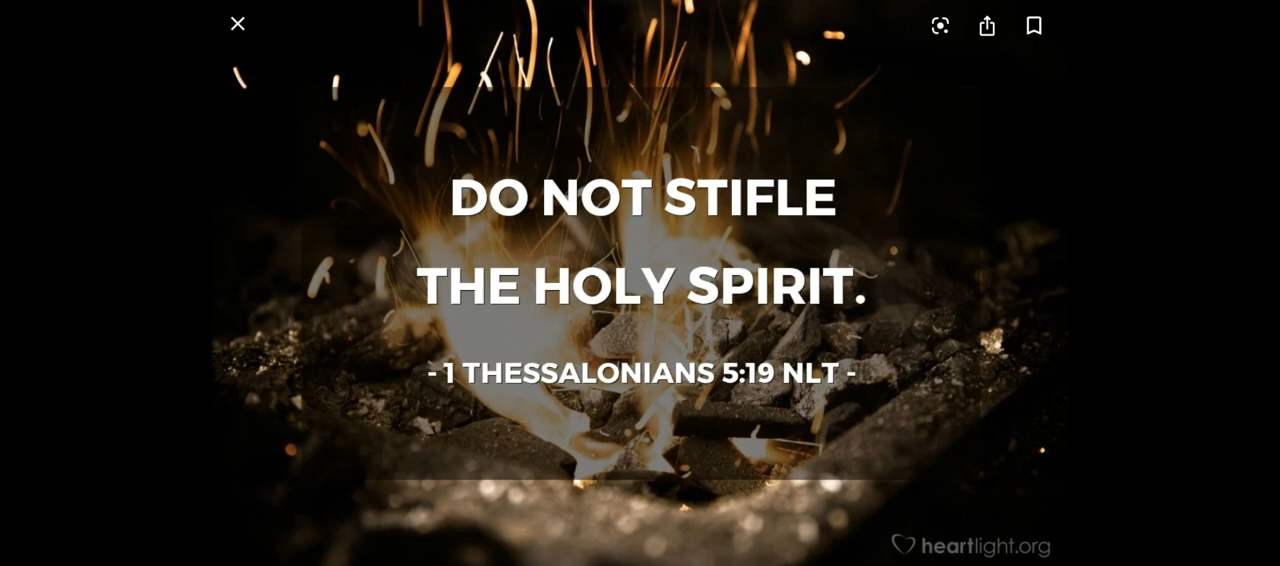 DO NOT STIFLE
THE HOLY SPIRIT.
- 1 THESSALONIANS 5:19 NLT -
heartlight.org